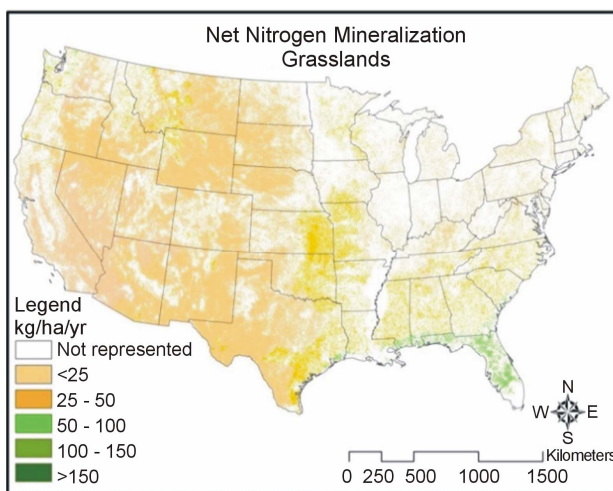 Net Nitrogen Mineralization
Grasslands
Legend
kg/ha/yr
Not represented
<25
25 - 50
50 - 100
100 - 150
>150
N
W E
S
Kilometers
0 250 500 1000 1500